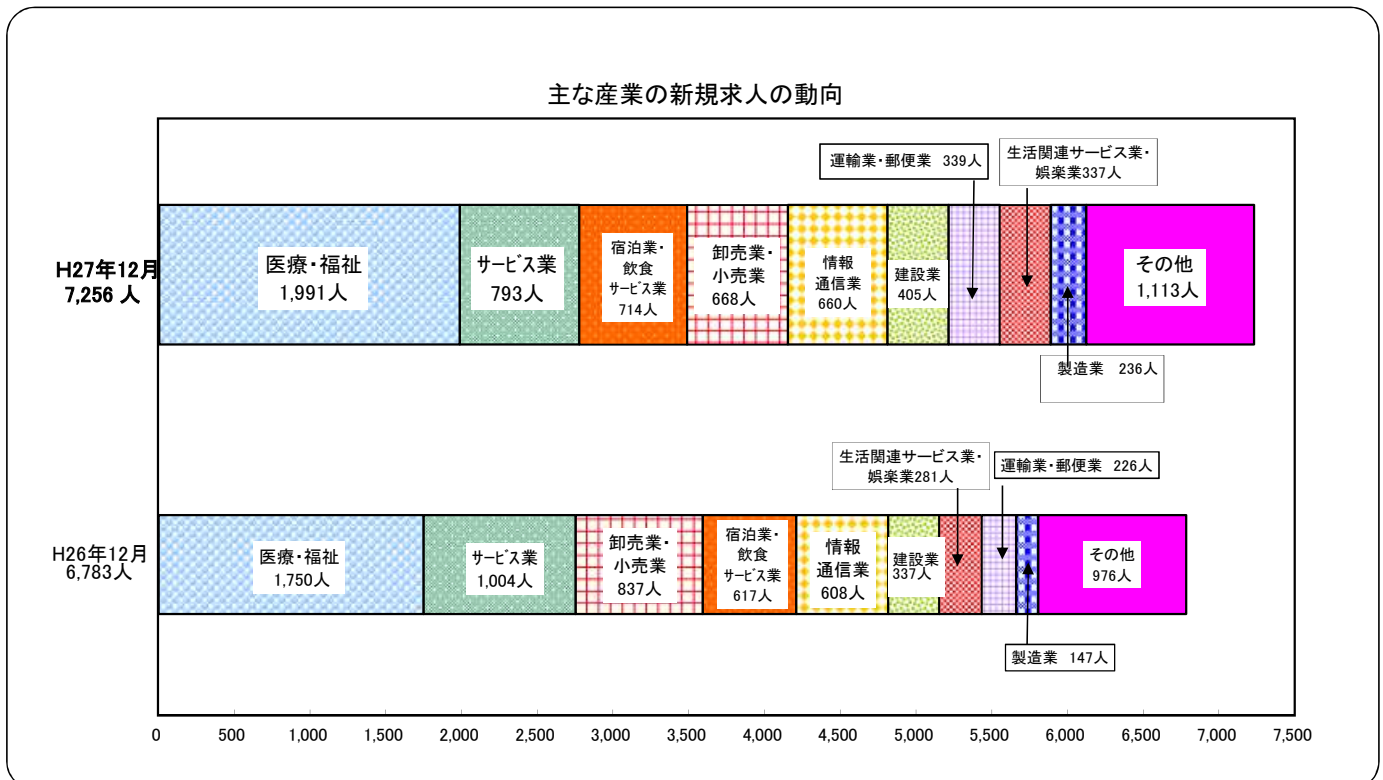 主な産業の新規求人の動向
運輸業・郵便業 339人
生活関連サービス業・
娯楽業337人
H27年12月
7,256 人
医療・福祉
1,991人
サービス業
793人
宿泊業・
飲食
サービス業
714人
卸売業・
小売業
668人
情報
通信業
660人
建設業
405人
その他
1,113人
製造業 236人
生活関連サービス業・
娯楽業281人
運輸業・郵便業 226人
H26年12月
6,783人
医療・福祉
1,750人
サービス業
1,004人
卸売業・
小売業
837人
宿泊業・
飲食
サービス業
617人
情報
通信業
608人
建設業
337人
その他
976人
製造業 147人
0 500 1,000 1,500 2,000 2,500 3,000 3,500 4,000 4,500 5,000 5,500 6,000 6,500 7,000 7,500